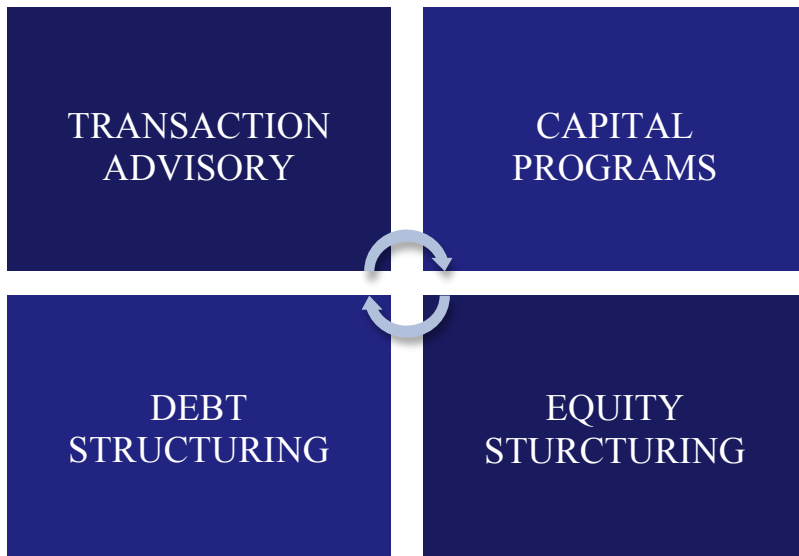 TRANSACTION
ADVISORY
CAPITAL
PROGRAMS
DEBT
STRUCTURING
EQUITY
STURCTURING